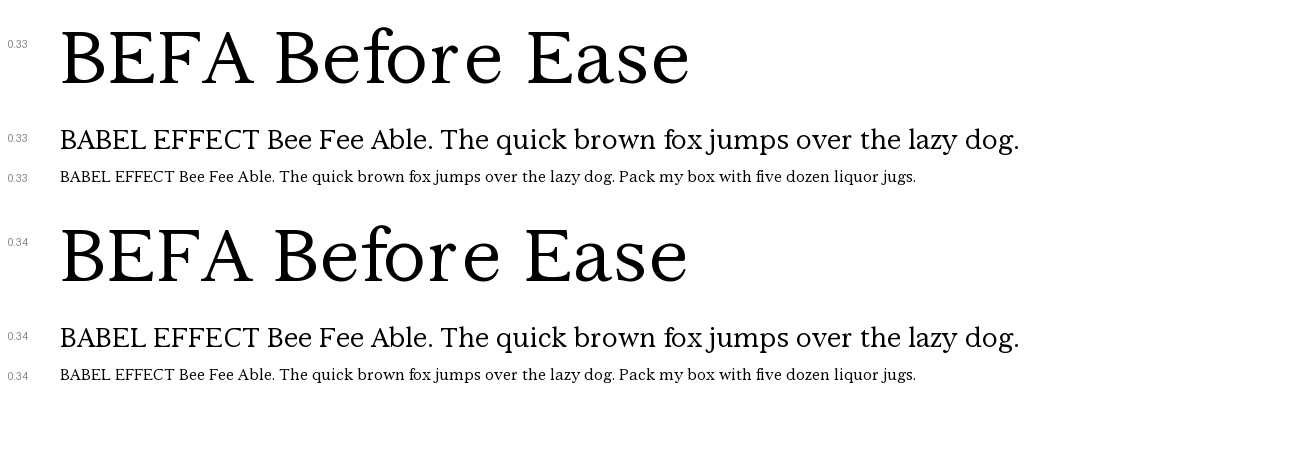 0.33 BEFA Before Ease
0.33 BABEL EFFECT Bee Fee Able. The quick brown fox jumps over the lazy dog.
0.33 BABEL EFFECT Bee Fee Able. The quick brown fox jumps over the lazy dog. Pack my box with five dozen liquor jugs.
0.34 BEFA Before Ease
0.34 BABEL EFFECT Bee Fee Able. The quick brown fox jumps over the lazy dog.
0.34 BABEL EFFECT Bee Fee Able. The quick brown fox jumps over the lazy dog. Pack my box with five dozen liquor jugs.